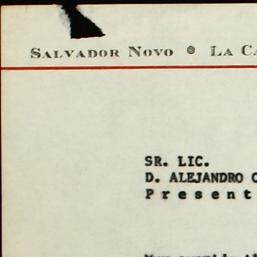 SALVADOR NOVO ® LA
SR. LIC.
D. ALEJANDRO
Present